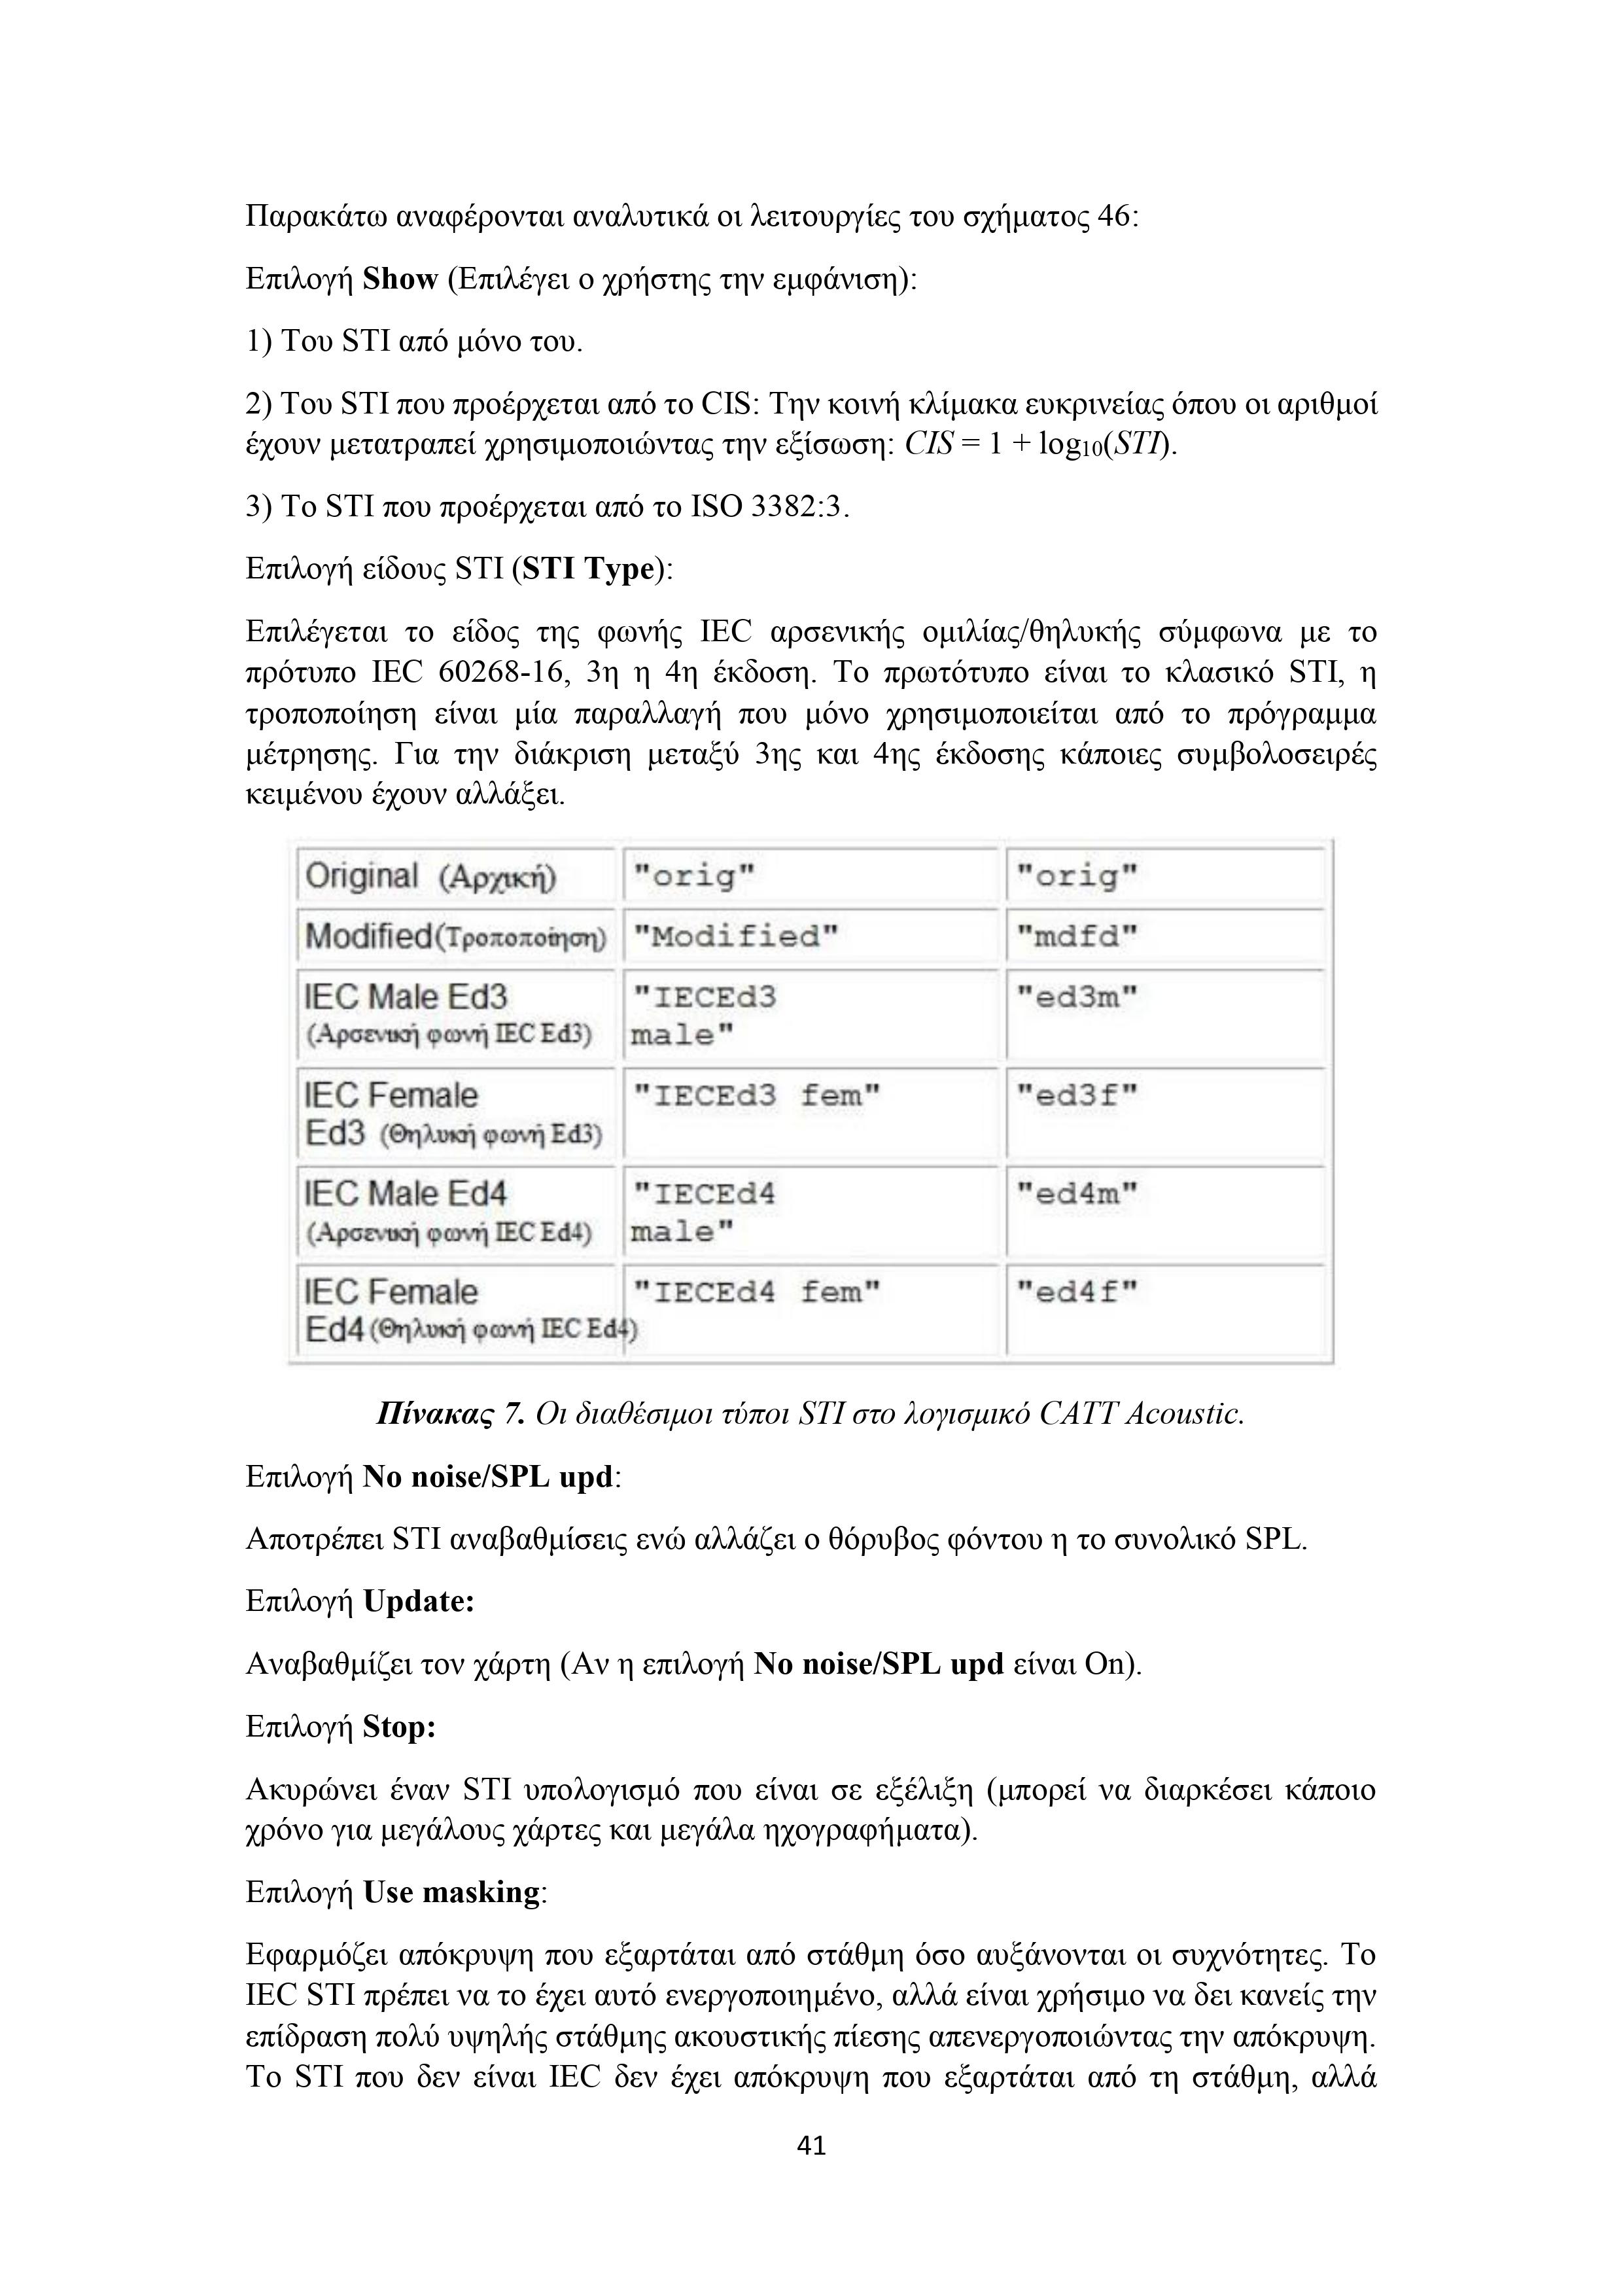 Παρακάτω αναφέρονται αναλυτικά οι λειτουργίες του σχήματος 46:
Επιλογή Show (Επιλέγει ο χρήστης την εμφάνιση):
1) Του STI από μόνο του.
2) Του STI που προέρχεται από το CIS: Την κοινή κλίμακα ευκρινείας όπου οι αριθμοί
έχουν μετατραπεί χρησιμοποιώντας την εξίσωση: CIS = 1 + log₁₀(STI).
3) Το STI που προέρχεται από το ISO 3382:3.
Επιλογή είδους STI (STI Type):
Επιλέγεται το είδος της φωνής IEC αρσενικής ομιλίας/θηλυκής σύμφωνα με το
πρότυπο IEC 60268-16, 3η η 4η έκδοση. Το πρωτότυπο είναι το κλασικό STI, η
τροποποίηση είναι μία παραλλαγή που μόνο χρησιμοποιείται από το πρόγραμμα
μέτρησης. Για την διάκριση μεταξύ 3ης και 4ης έκδοσης κάποιες συμβολοσειρές
κειμένου έχουν αλλάξει.
Original (Αρχική) "orig" "orig"
Modified(Τροποποίηση) "Modified" "mdfd"
IEC Male Ed3 "IECEd3 "ed3m"
(Αρσενική φωνή IEC Ed3) male"
IEC Female "IECEd3 fem" "ed3f"
Ed3 (Θηλυκή φωνή Ed3)
IEC Male Ed4 "IECEd4 "ed4m"
(Αρσενική φωνή IEC Ed4) male"
IEC Female "IECEd4 fem" "ed4f"
Ed4 (Θηλυκή φωνή IEC Ed4)
Πίνακας 7. Οι διαθέσιμοι τύποι STI στο λογισμικό CATT Acoustic.
Επιλογή No noise/SPL upd:
Αποτρέπει STI αναβαθμίσεις ενώ αλλάζει ο θόρυβος φόντου η το συνολικό SPL.
Επιλογή Update:
Αναβαθμίζει τον χάρτη (Αν η επιλογή No noise/SPL upd είναι On).
Επιλογή Stop:
Ακυρώνει έναν STI υπολογισμό που είναι σε εξέλιξη (μπορεί να διαρκέσει κάποιο
χρόνο για μεγάλους χάρτες και μεγάλα ηχογραφήματα).
Επιλογή Use masking:
Εφαρμόζει απόκρυψη που εξαρτάται από στάθμη όσο αυξάνονται οι συχνότητες. Το
IEC STI πρέπει να το έχει αυτό ενεργοποιημένο, αλλά είναι χρήσιμο να δει κανείς την
επίδραση πολύ υψηλής στάθμης ακουστικής πίεσης απενεργοποιώντας την απόκρυψη.
Το STI που δεν είναι IEC δεν έχει απόκρυψη που εξαρτάται από τη στάθμη, αλλά
41